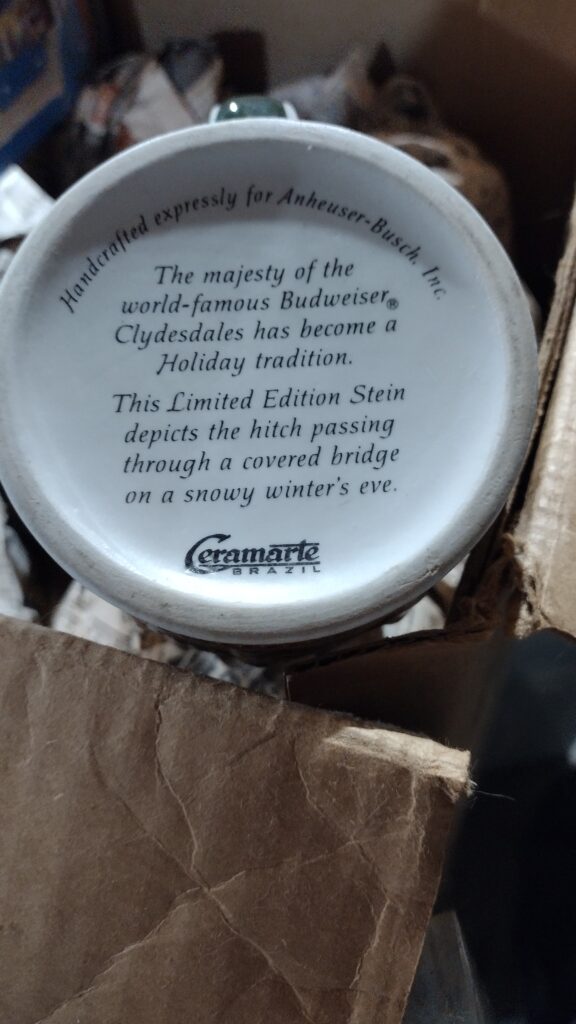 Handcrafted expressly for Anheuser-Busch, Inc.
The majesty of the
world-famous Budweiser®
Clydesdales has become a
Holiday tradition.
This Limited Edition Stein
depicts the hitch passing
through a covered bridge
on a snowy winter's eve.
Ceramarte
BRAZIL